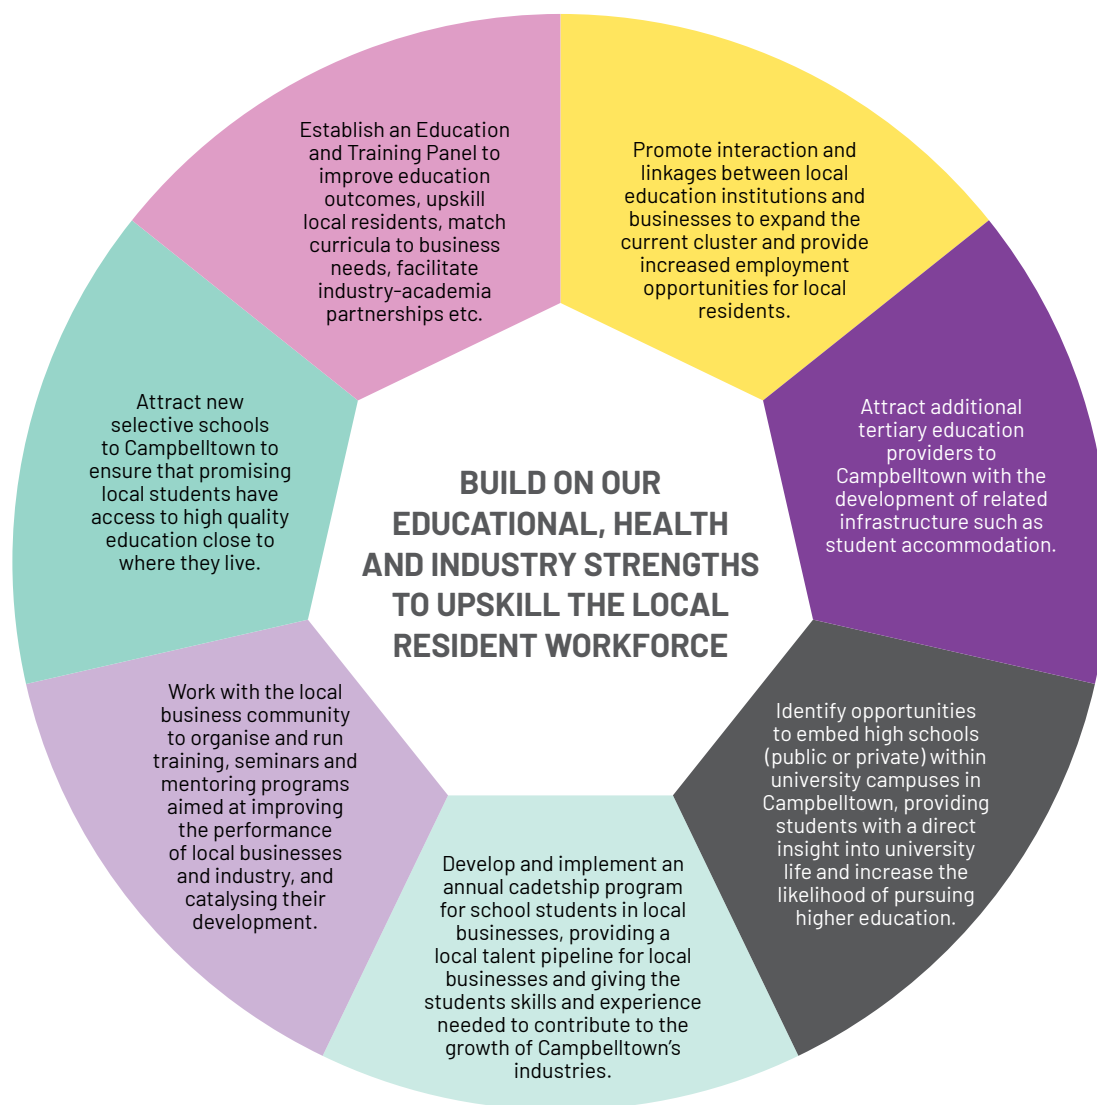 Establish an Education
and Training Panel to
improve education
outcomes, upskill
local residents, match
curricula to business
needs, facilitate
industry-academia
partnerships etc.
Promote interaction and
linkages between local
education institutions and
businesses to expand the
current cluster and provide
increased employment
opportunities for local
residents.
Attract additional
tertiary education
providers to
Campbelltown with the
development of related
infrastructure such as
student accommodation.
Identify opportunities
to embed high schools
(public or private) within
university campuses in
Campbelltown, providing
students with a direct
insight into university
life and increase the
likelihood of pursuing
higher education.
Develop and implement an
annual cadetship program
for school students in local
businesses, providing a
local talent pipeline for local
businesses and giving the
students skills and experience
needed to contribute to the
growth of Campbelltown’s
industries.
Work with the local
business community
to organise and run
training, seminars and
mentoring programs
aimed at improving
the performance
of local businesses
and industry, and
catalysing their
development.
Attract new
selective schools
to Campbelltown to
ensure that promising
local students have
access to high quality
education close to
where they live.
BUILD ON OUR
EDUCATIONAL, HEALTH
AND INDUSTRY STRENGTHS
TO UPSKILL THE LOCAL
RESIDENT WORKFORCE